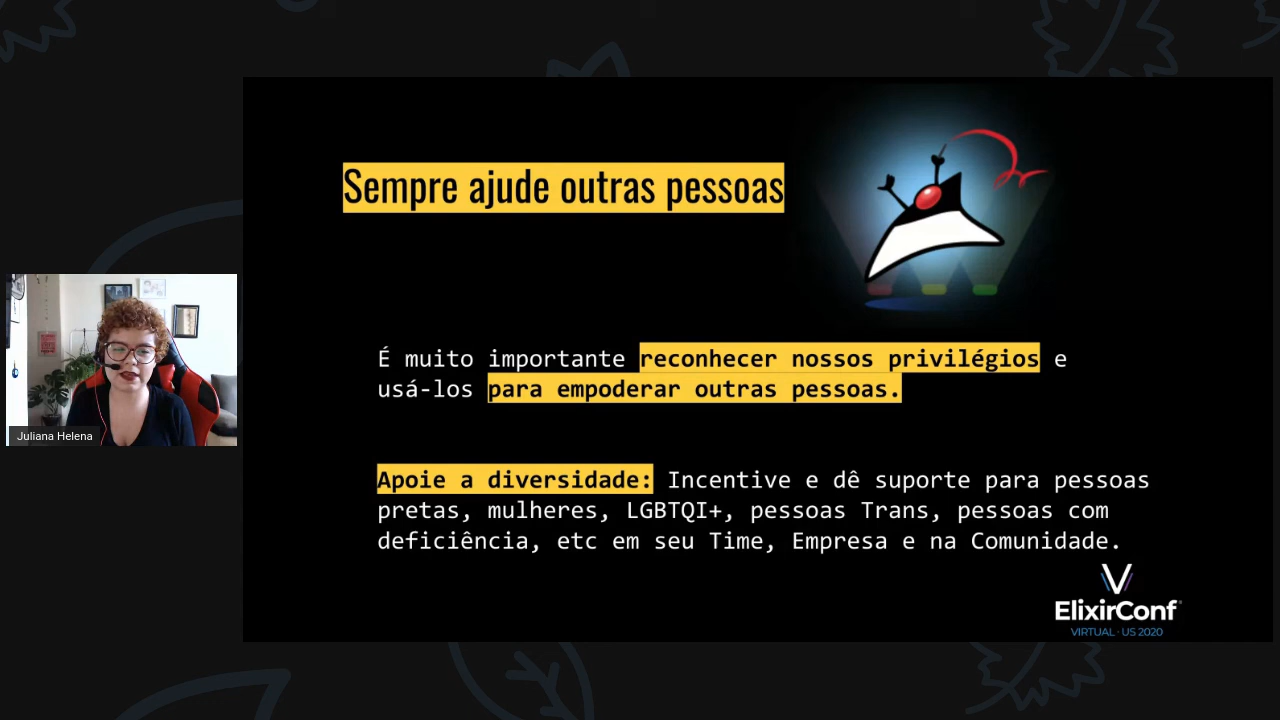 Sempre ajude outras pessoas
É muito importante reconhecer nossos privilégios e
usá-los para empoderar outras pessoas.
Apoie a diversidade: Incentive e dê suporte para pessoas
pretas, mulheres, LGBTQI+, pessoas Trans, pessoas com
deficiência, etc em seu Time, Empresa e na Comunidade.
Juliana Helena
ElixirConf
VIRTUAL · US 2020